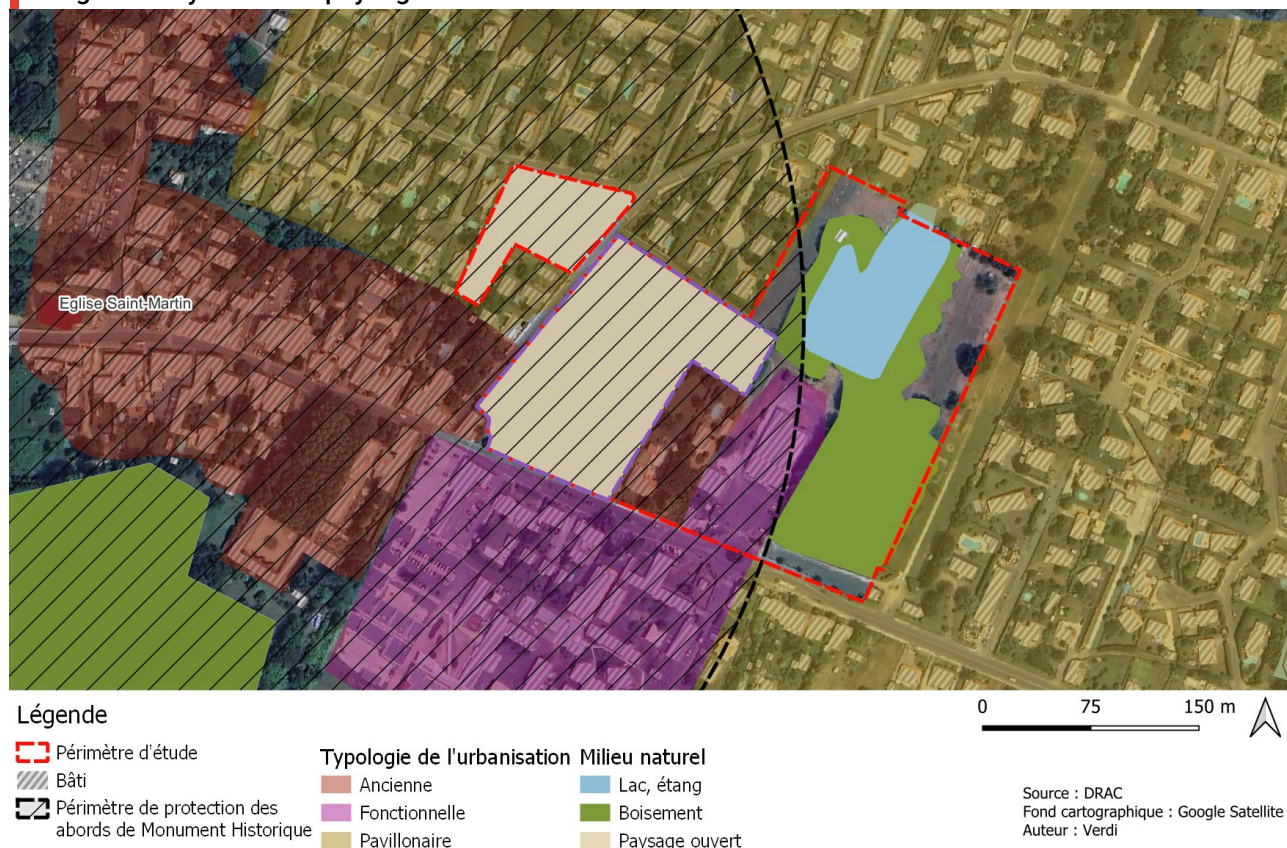 Eglise Saint-Martin
Légende
Périmètre d'étude
Bâti
Périmètre de protection des
abords de Monument Historique
Typologie de l'urbanisation
Ancienne
Fonctionnelle
Pavillonaire
Milieu naturel
Lac, étang
Boisement
Paysage ouvert
0 75 150 m
Source : DRAC
Fond cartographique : Google Satellite
Auteur : Verdi